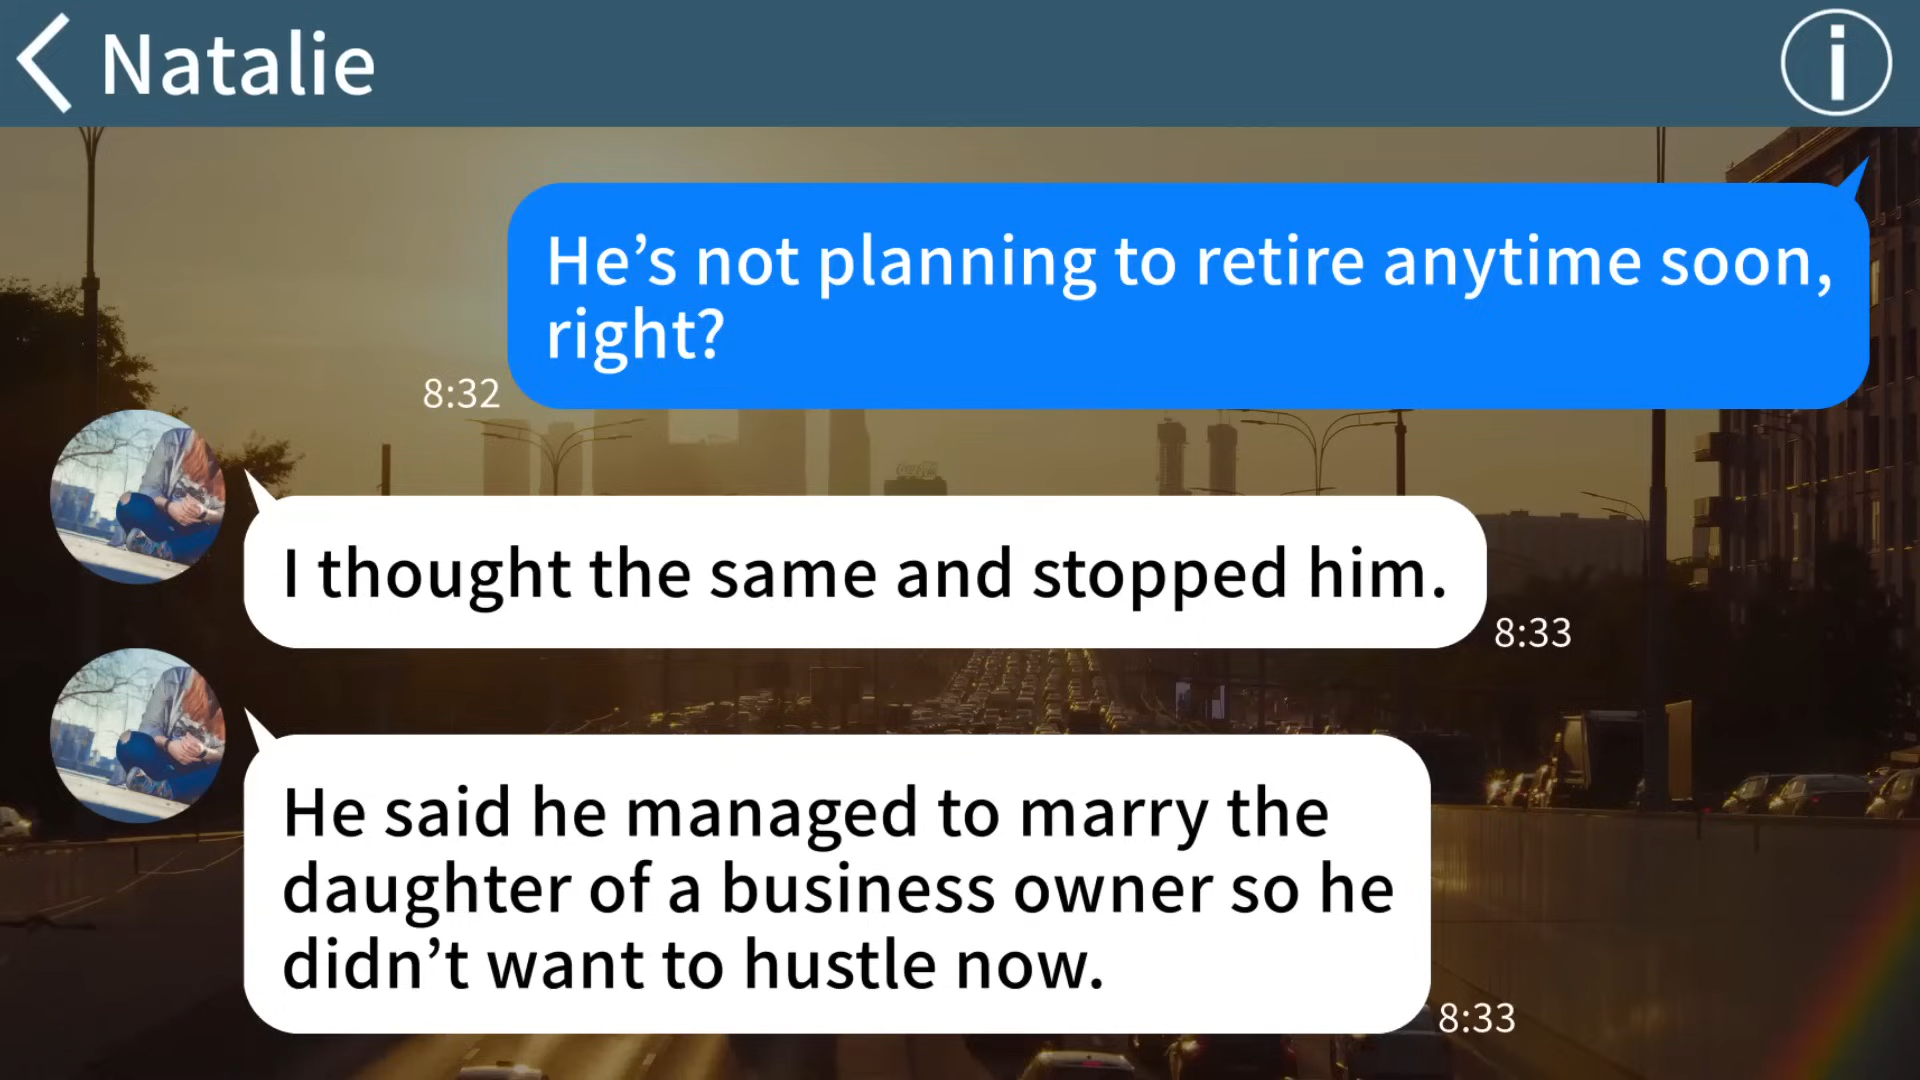 Natalie
He’s not planning to retire anytime soon,
right?
8:32
Coca-Cola
I thought the same and stopped him.
8:33
He said he managed to marry the
daughter of a business owner so he
didn’t want to hustle now.
8:33